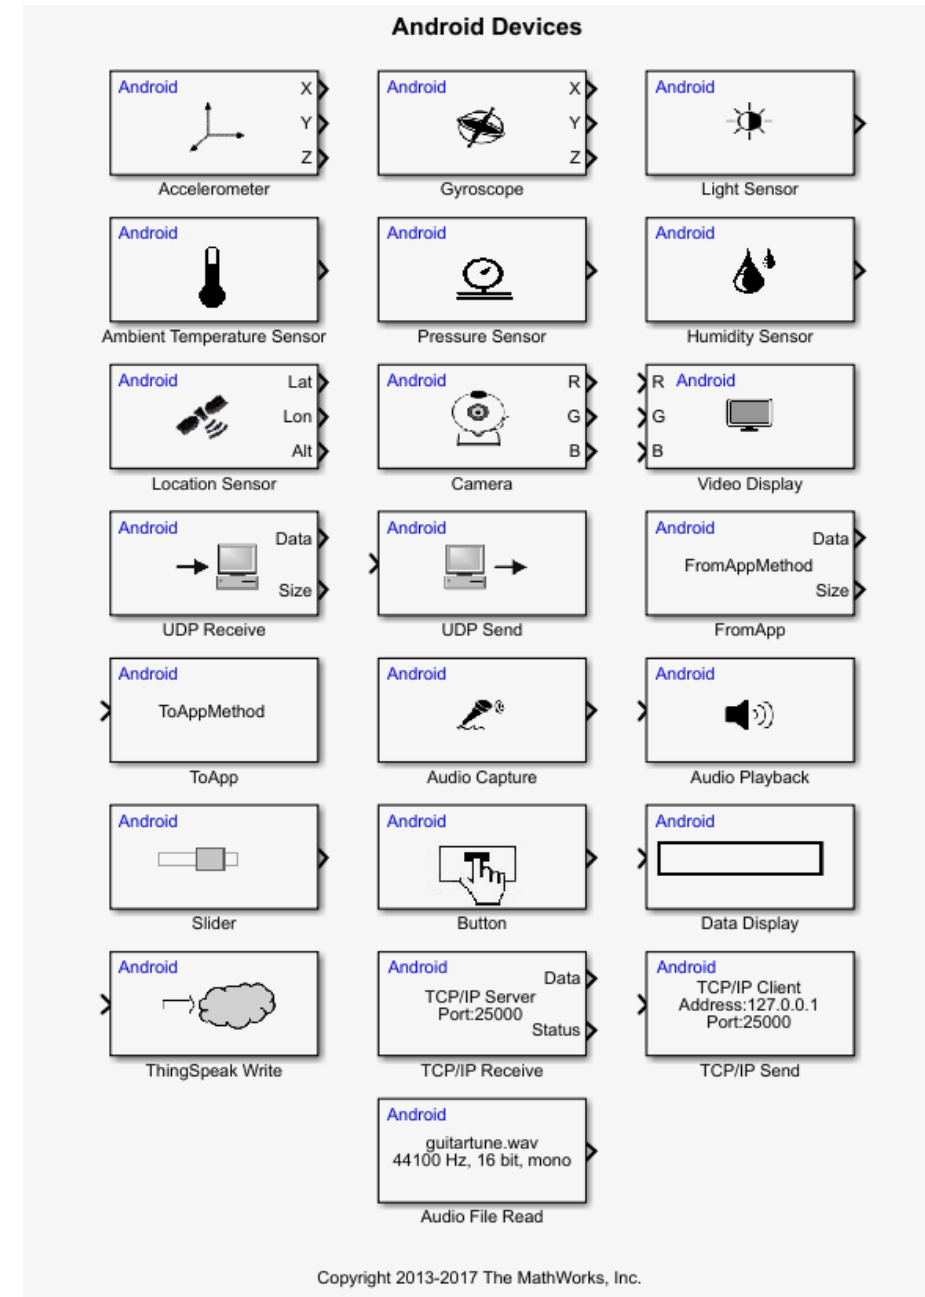 Android Devices
Android
X
Y
Z
Accelerometer
Android
X
Y
Z
Gyroscope
Android
Light Sensor
Android
Ambient Temperature Sensor
Android
Pressure Sensor
Android
Humidity Sensor
Android
Lat
Lon
Alt
Location Sensor
Android
R
G
B
Camera
R Android
G
B
Video Display
Android
Data
Size
UDP Receive
Android
UDP Send
Android
Data
FromAppMethod
Size
FromApp
Android
ToAppMethod
ToApp
Android
Audio Capture
Android
Audio Playback
Android
Slider
Android
Button
Android
Data Display
Android
ThingSpeak Write
Android
Data
TCP/IP Server
Port:25000
Status
TCP/IP Receive
Android
TCP/IP Client
Address:127.0.0.1
Port:25000
TCP/IP Send
Android
guitartune.wav
44100 Hz, 16 bit, mono
Audio File Read
Copyright 2013-2017 The MathWorks, Inc.